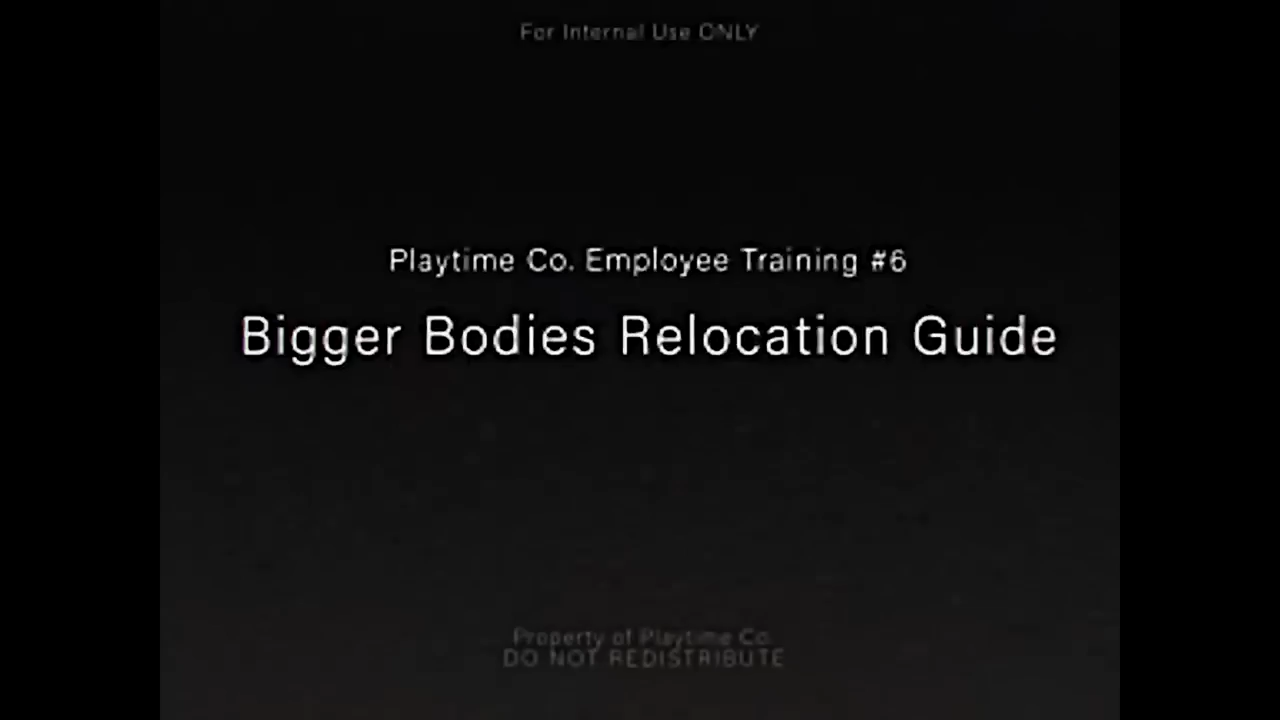 For Internal Use ONLY
Playtime Co. Employee Training #6
Bigger Bodies Relocation Guide
Property of Playtime Co.
DO NOT REDISTRIBUTE